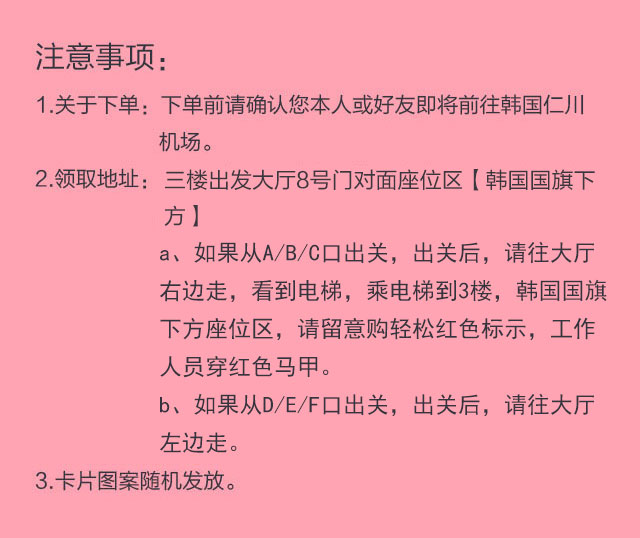 注意事项：
1.关于下单：下单前请确认您本人或好友即将前往韩国仁川
机场。
2.领取地址：三楼出发大厅8号门对面座位区【韩国国旗下
方】
a、如果从A/B/C口出关，出关后，请往大厅
右边走，看到电梯，乘电梯到3楼，韩国国旗
下方座位区，请留意购轻松红色标示，工作
人员穿红色马甲。
b、如果从D/E/F口出关，出关后，请往大厅
左边走。
3.卡片图案随机发放。